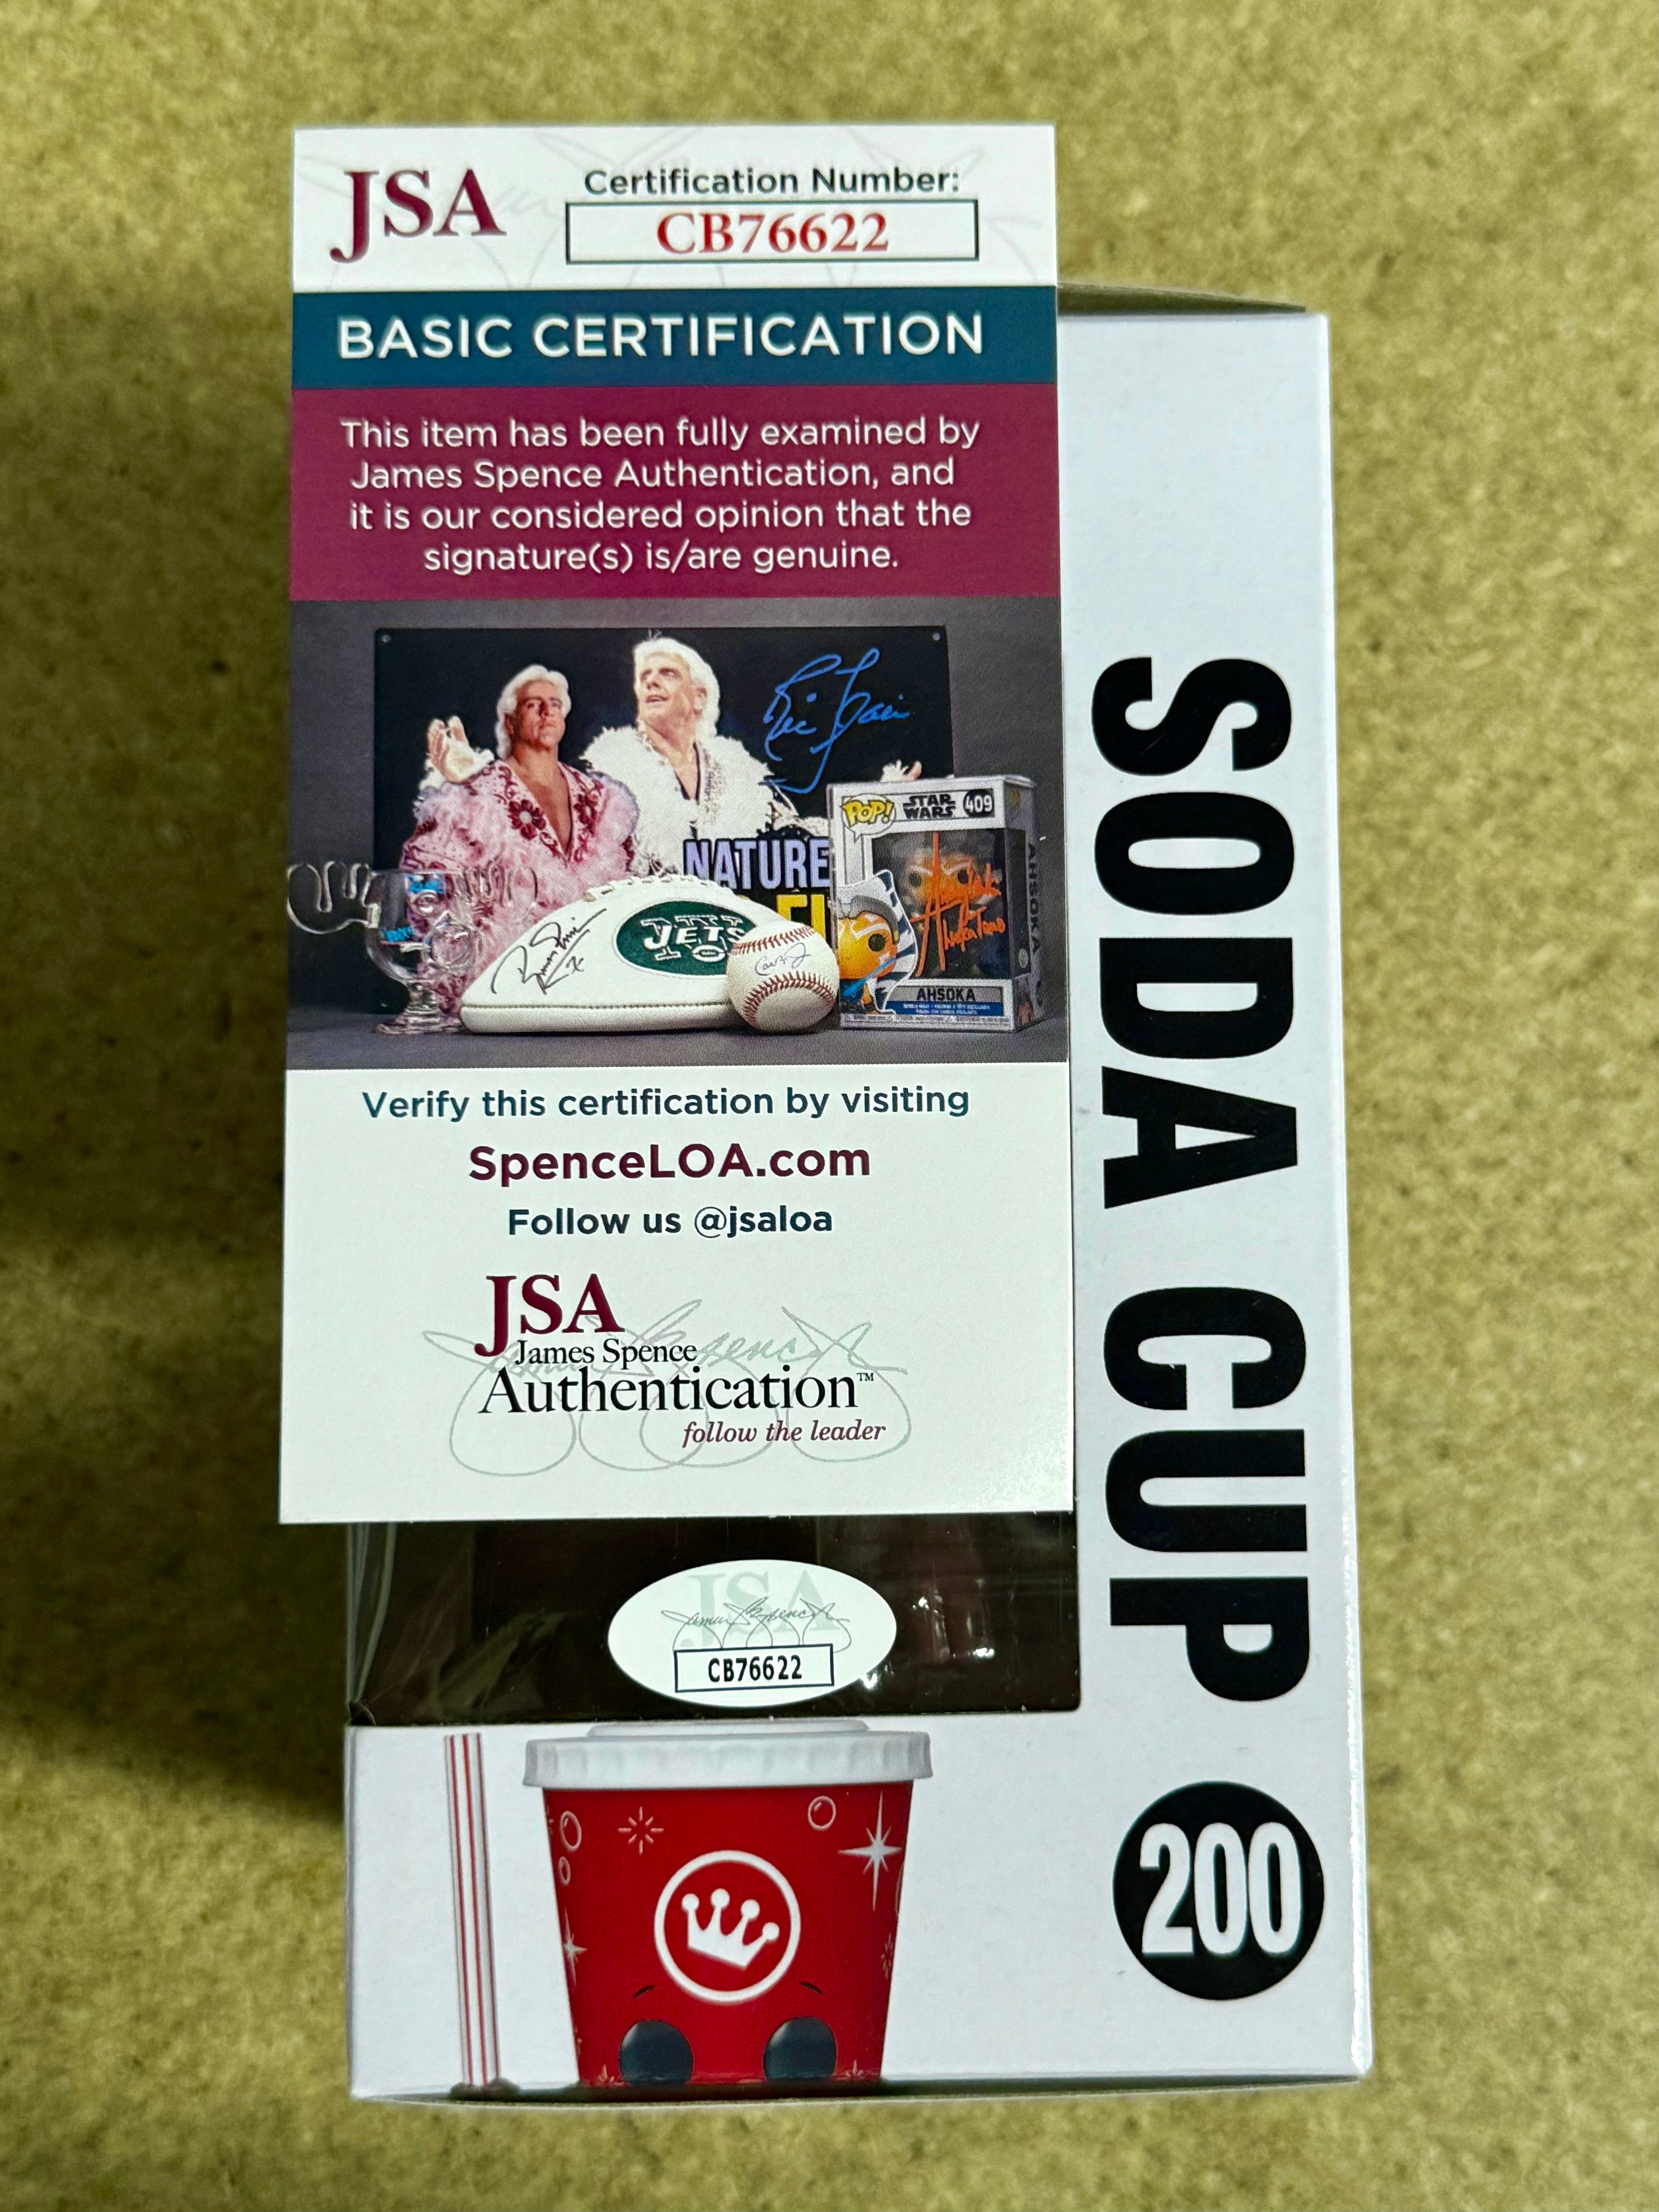 JSA
Certification Number:
CB76622
BASIC CERTIFICATION
This item has been fully examined by
James Spence Authentication, and
it is our considered opinion that the
signature(s) is/are genuine.
NATURE
JETS
POP!
STAR
WARS
409
AHSOKA
AHSOKA
Verify this certification by visiting
SpenceLOA.com
Follow us @jsaloa
JSA
James Spence
Authentication™
follow the leader
JSA
CB76622
SODA CUP
200